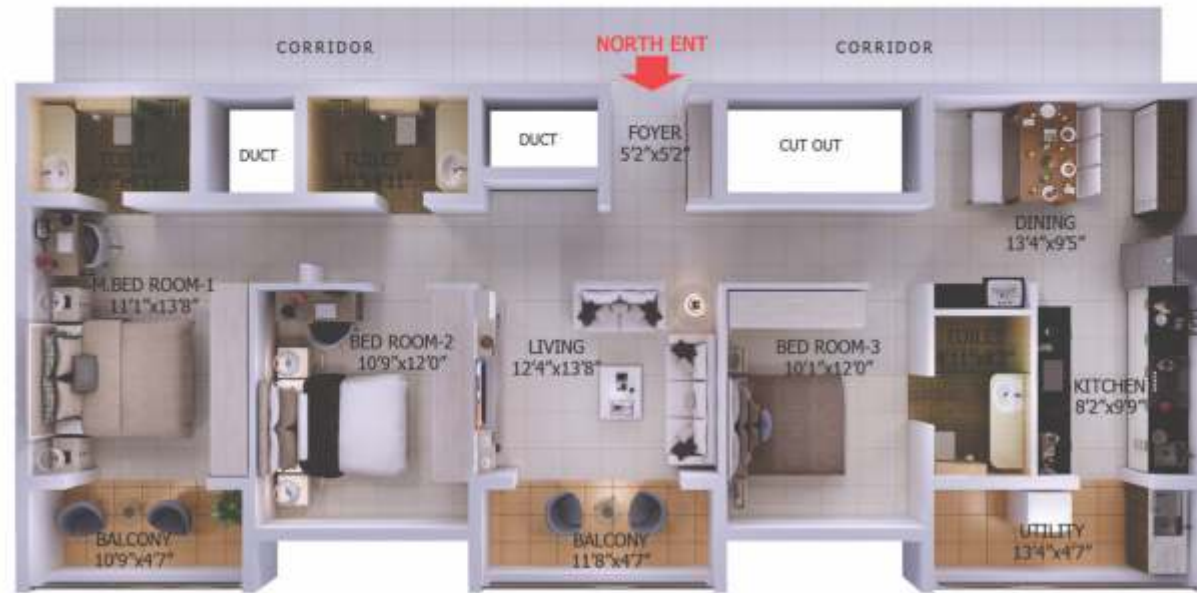 CORRIDOR
NORTH ENT
CORRIDOR
DUCT
DUCT
FOYER
5'2"x5'2"
CUT OUT
TOILET
TOILET
DINING
13'4"x9'5"
M.BED ROOM-1
11'1"x13'8"
BED ROOM-2
10'9"x12'0"
LIVING
12'4"x13'8"
BED ROOM-3
10'1"x12'0"
TOILET
KITCHEN
8'2"x9'9"
BALCONY
10'9"x4'7"
BALCONY
11'8"x4'7"
UTILITY
13'4"x4'7"